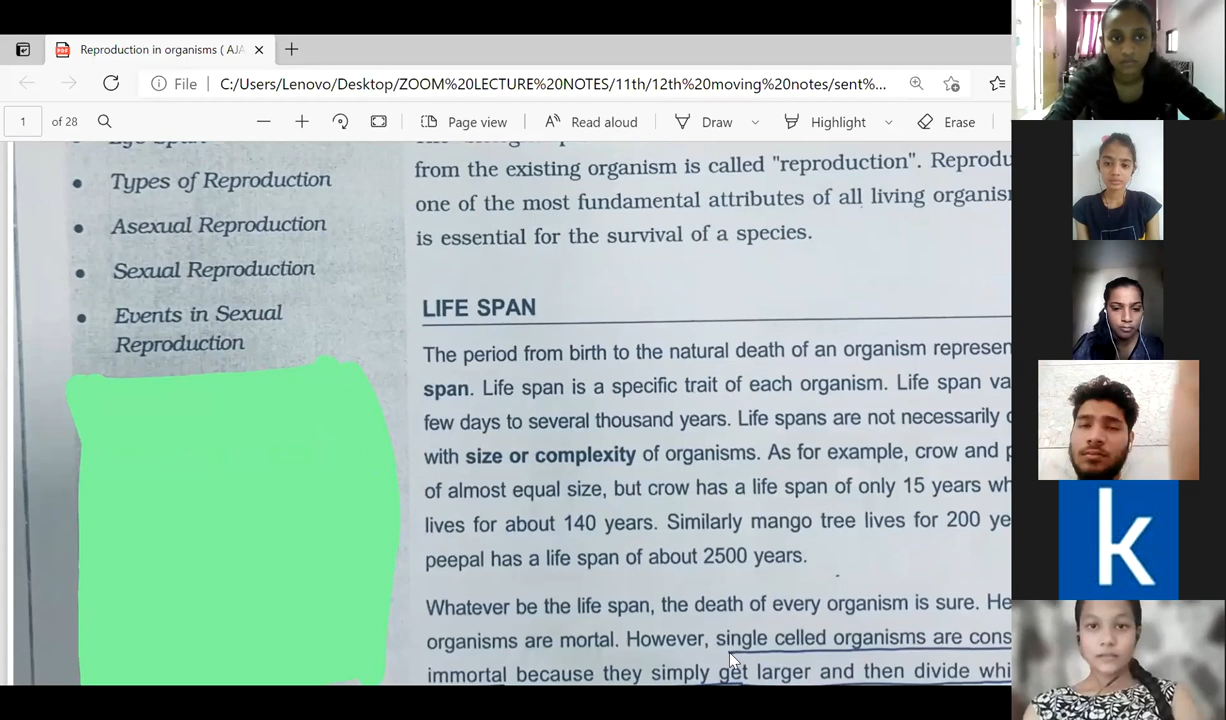 Reproduction in organisms ( AJA
File
C:/Users/Lenovo/Desktop/ZOOM%20LECTURE%20NOTES/11th/12th%20moving%20notes/sent%...
1 of 28
Page view
Read aloud
Draw
Highlight
Erase
Types of Reproduction
Asexual Reproduction
Sexual Reproduction
Events in Sexual
Reproduction
from the existing organism is called "reproduction". Reprodu
one of the most fundamental attributes of all living organisr
is essential for the survival of a species.
LIFE SPAN
The period from birth to the natural death of an organism represen
span. Life span is a specific trait of each organism. Life span va
few days to several thousand years. Life spans are not necessarily
with size or complexity of organisms. As for example, crow and
of almost equal size, but crow has a life span of only 15 years wh
lives for about 140 years. Similarly mango tree lives for 200 ye
peepal has a life span of about 2500 years.
Whatever be the life span, the death of every organism is sure. He
organisms are mortal. However, single celled organisms are cons
immortal because they simply get larger and then divide whi
k